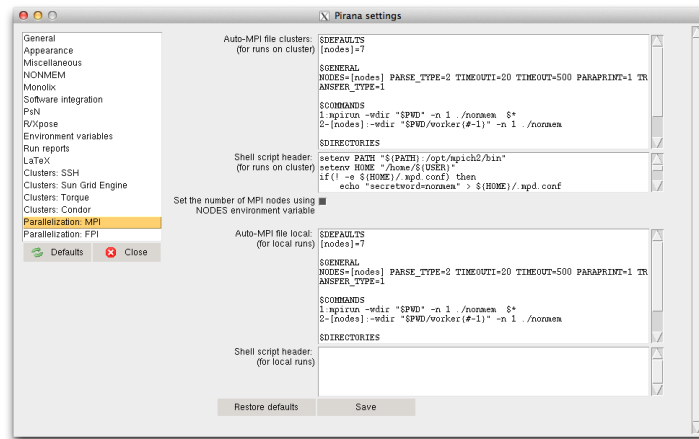 Pirana settings
General
Appearance
Miscellaneous
NONMEM
Monolix
Software integration
PsN
R/Xpose
Environment variables
Run reports
LaTeX
Clusters: SSH
Clusters: Sun Grid Engine
Clusters: Torque
Clusters: Condor
Parallelization: MPI
Parallelization: FPI
Defaults
Close
Auto-MPI file clusters:
(for runs on cluster)
$DEFAULTS
[nodes]=7
$GENERAL
NODES=[nodes] PARSE_TYPE=2 TIMEOUTI=20 TIMEOUT=500 PARAPRINT=1 TR
ANSFER_TYPE=1
$COMMANDS
1:mpirun -wdir "$PWD" -n 1 ./nonmem $*
2-[nodes]:-wdir "$PWD/worker{#-1}" -n 1 ./nonmem
$DIRECTORIES
Shell script header:
(for runs on cluster)
setenv PATH "${PATH}:/opt/mpich2/bin"
setenv HOME "/home/${USER}"
if(! -e ${HOME}/.mpd.conf) then
echo "secretword=nonmem" > ${HOME}/.mpd.conf
Set the number of MPI nodes using
NODES environment variable
Auto-MPI file local:
(for local runs)
$DEFAULTS
[nodes]=7
$GENERAL
NODES=[nodes] PARSE_TYPE=2 TIMEOUTI=20 TIMEOUT=500 PARAPRINT=1 TR
ANSFER_TYPE=1
$COMMANDS
1:mpirun -wdir "$PWD" -n 1 ./nonmem $*
2-[nodes]:-wdir "$PWD/worker{#-1}" -n 1 ./nonmem
$DIRECTORIES
Shell script header:
(for local runs)
Restore defaults
Save